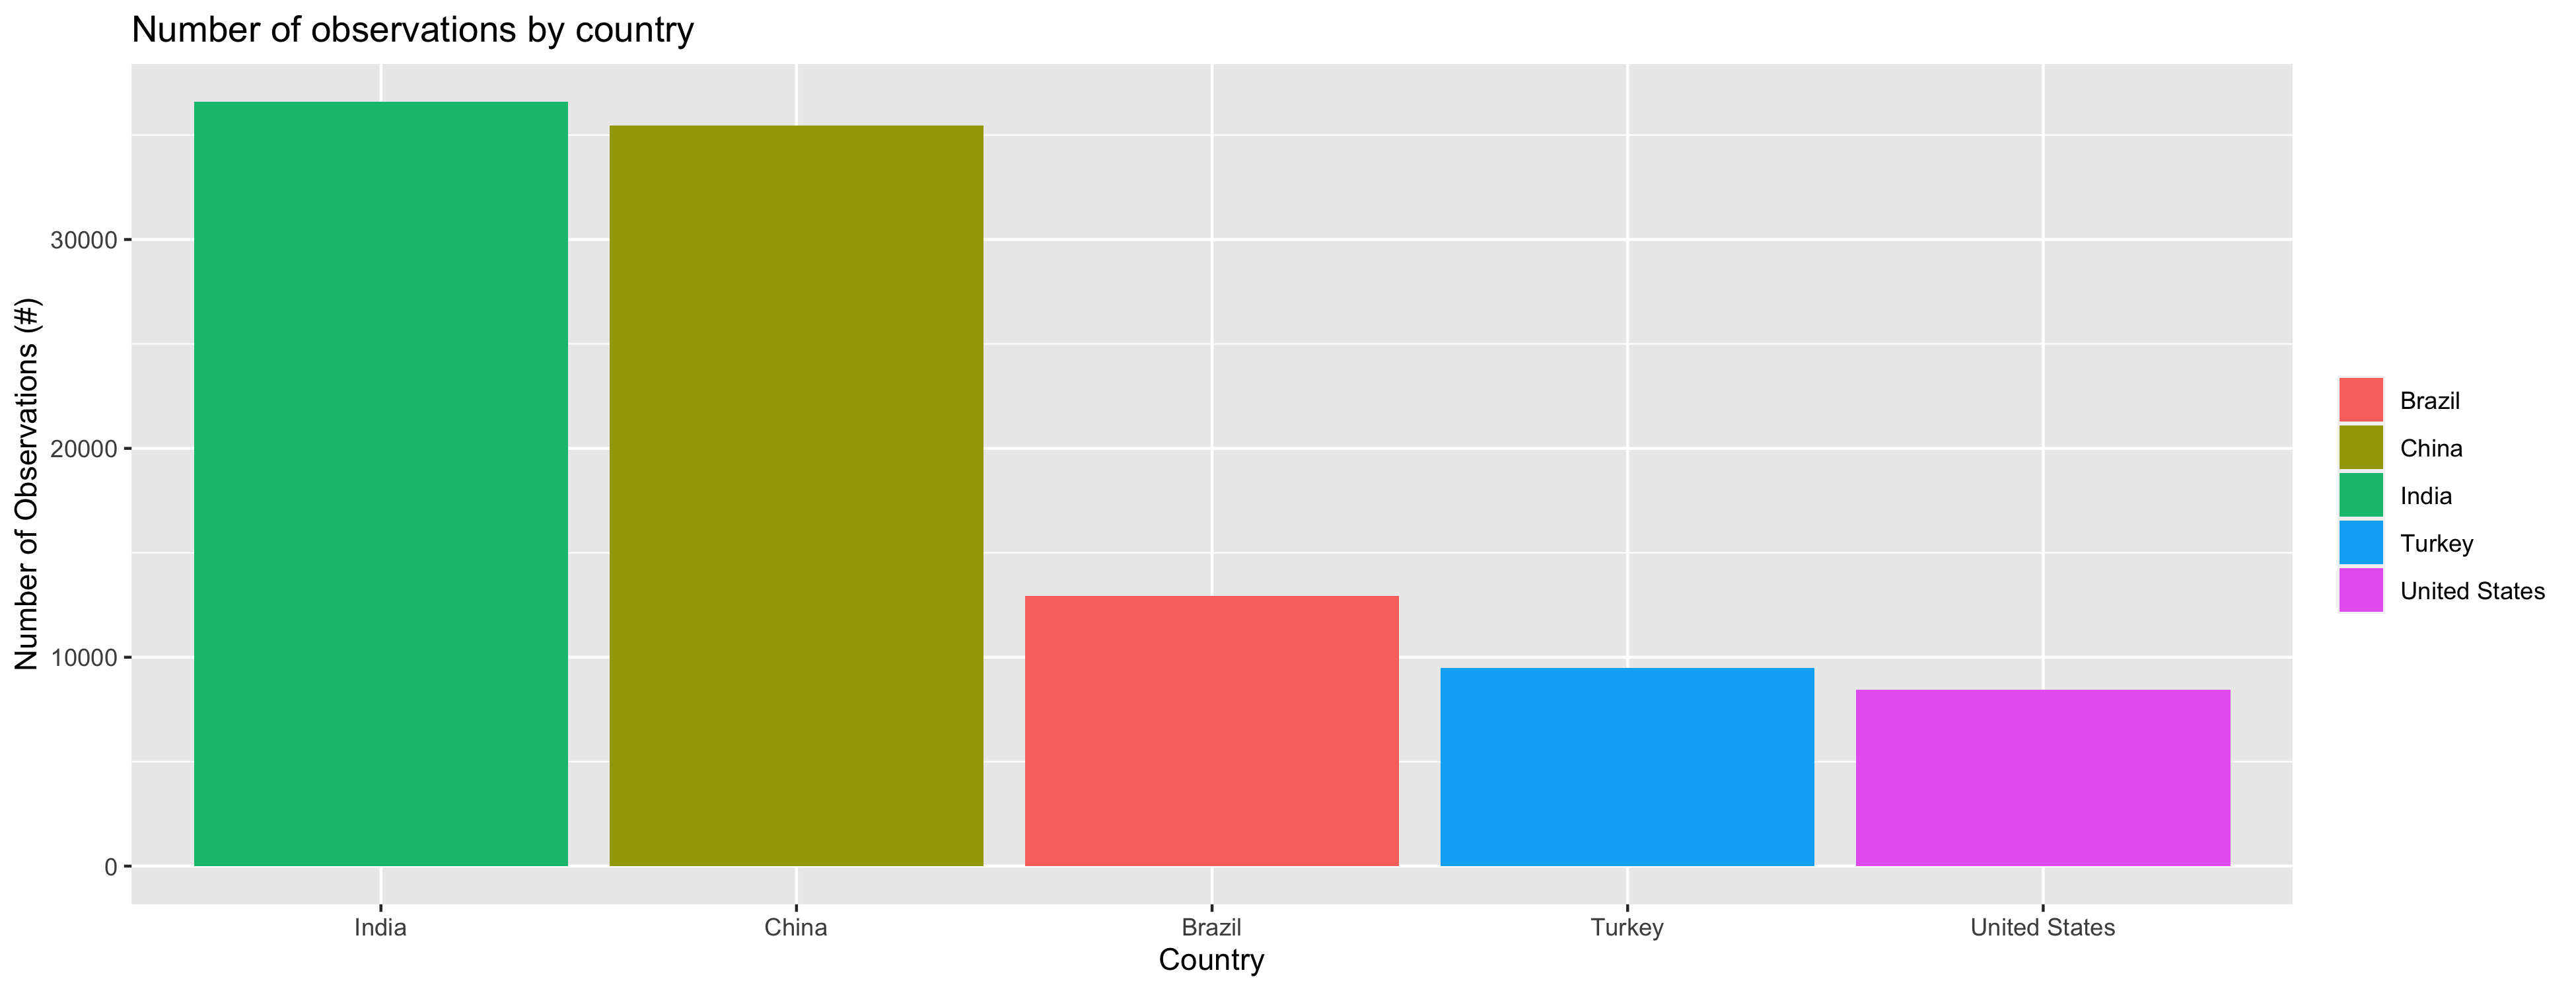 Number of observations by country
Number of Observations (#)
30000
20000
10000
0
India
China
Brazil
Turkey
United States
Country
Brazil
China
India
Turkey
United States